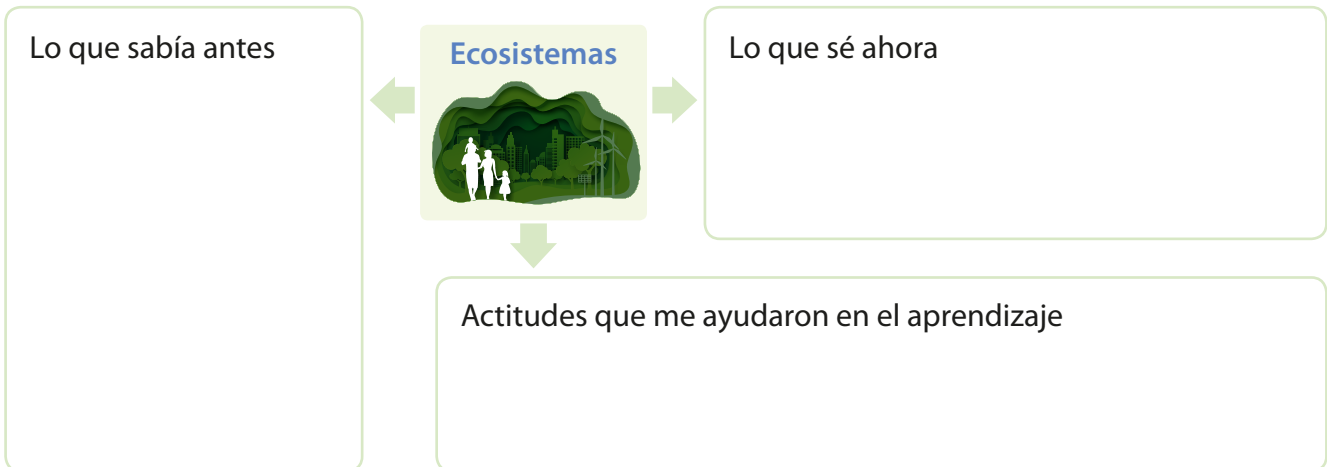 Lo que sabía antes
Ecosistemas
Lo que sé ahora
Actitudes que me ayudaron en el aprendizaje